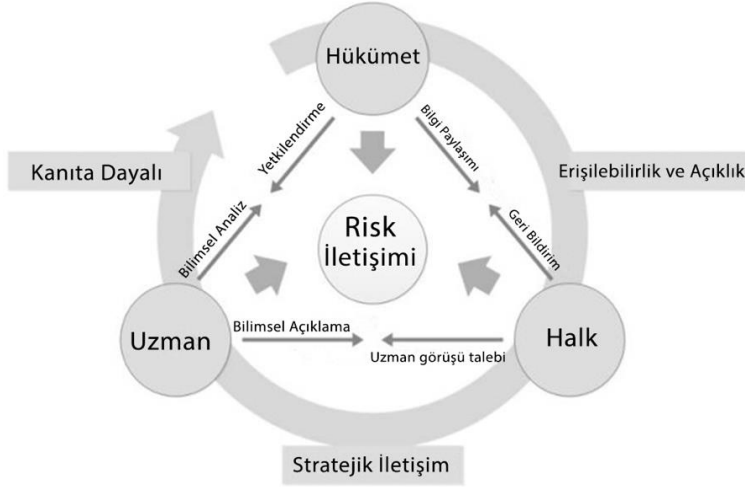 Hükümet
Yetkilendirme
Bilgi Paylaşımı
Kanıta Dayalı
Erişilebilirlik ve Açıklık
Bilimsel Analiz
Risk
İletişimi
Geri Bildirim
Uzman
Bilimsel Açıklama
Uzman görüşü talebi
Halk
Stratejik İletişim